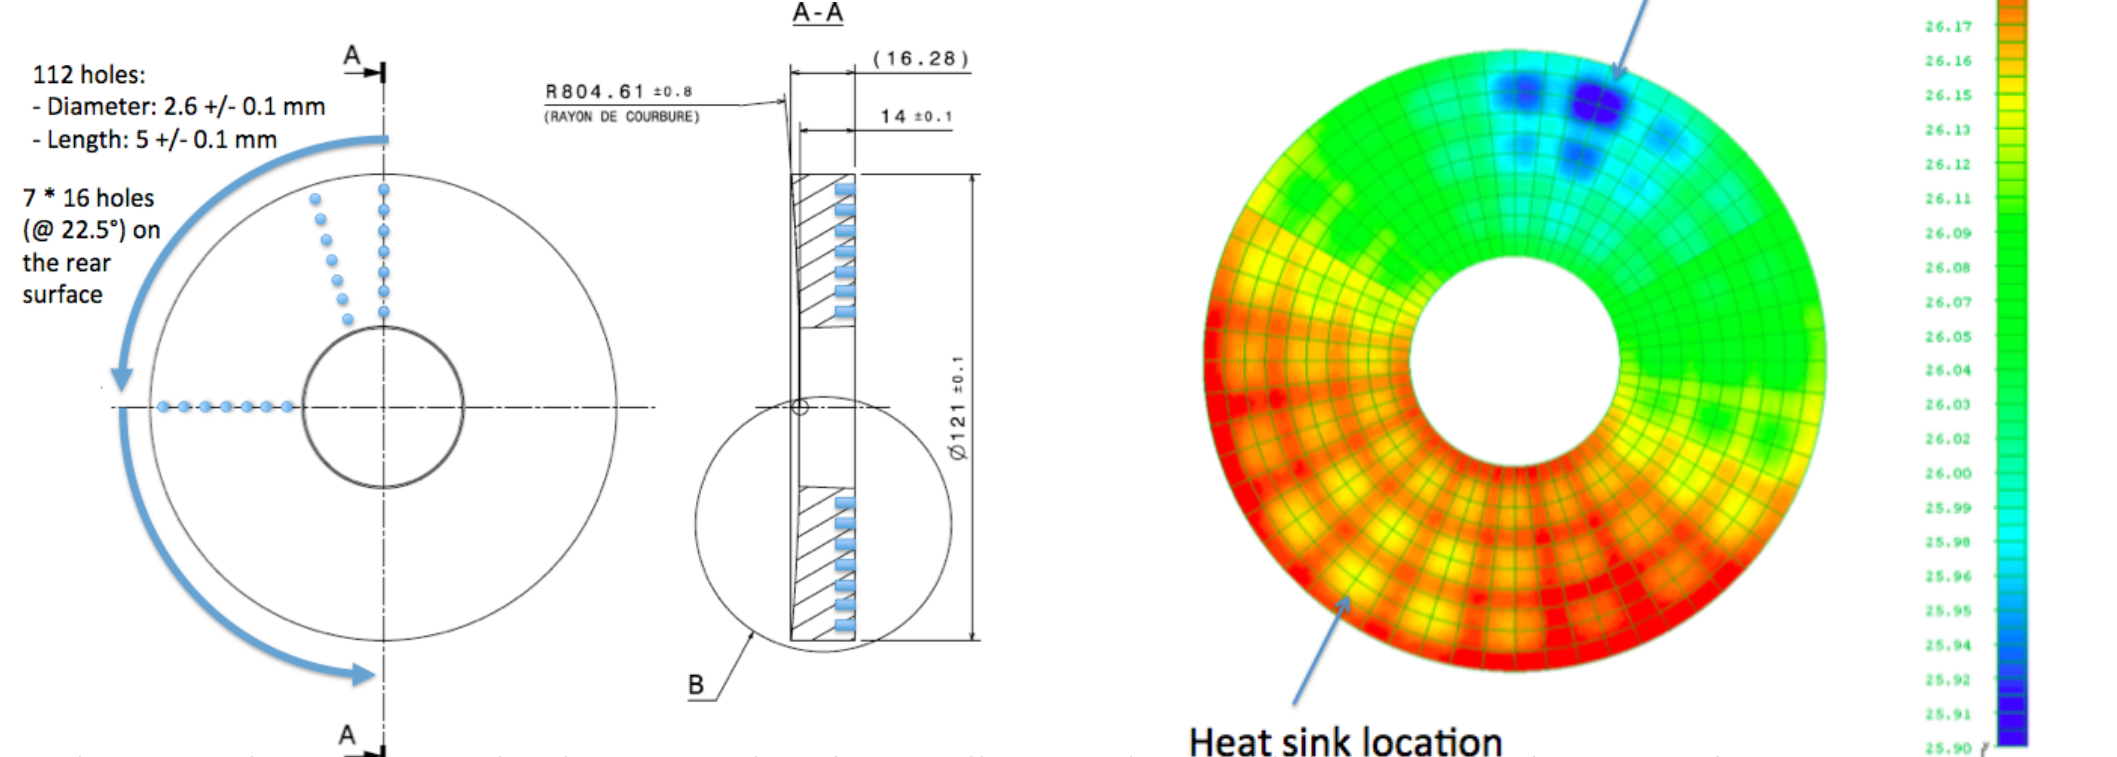 A-A
A
112 holes:
- Diameter: 2.6 +/- 0.1 mm
- Length: 5 +/- 0.1 mm
7 * 16 holes
(@ 22.5°) on
the rear
surface
(16.28)
R804.61 ±0.8
(RAYON DE COURBURE)
14 ±0.1
Ø121 ±0.1
B
A
Heat sink location
26.17
26.16
26.15
26.13
26.12
26.11
26.09
26.08
26.07
26.05
26.04
26.03
26.02
26.00
25.99
25.98
25.96
25.95
25.94
25.92
25.91
25.90